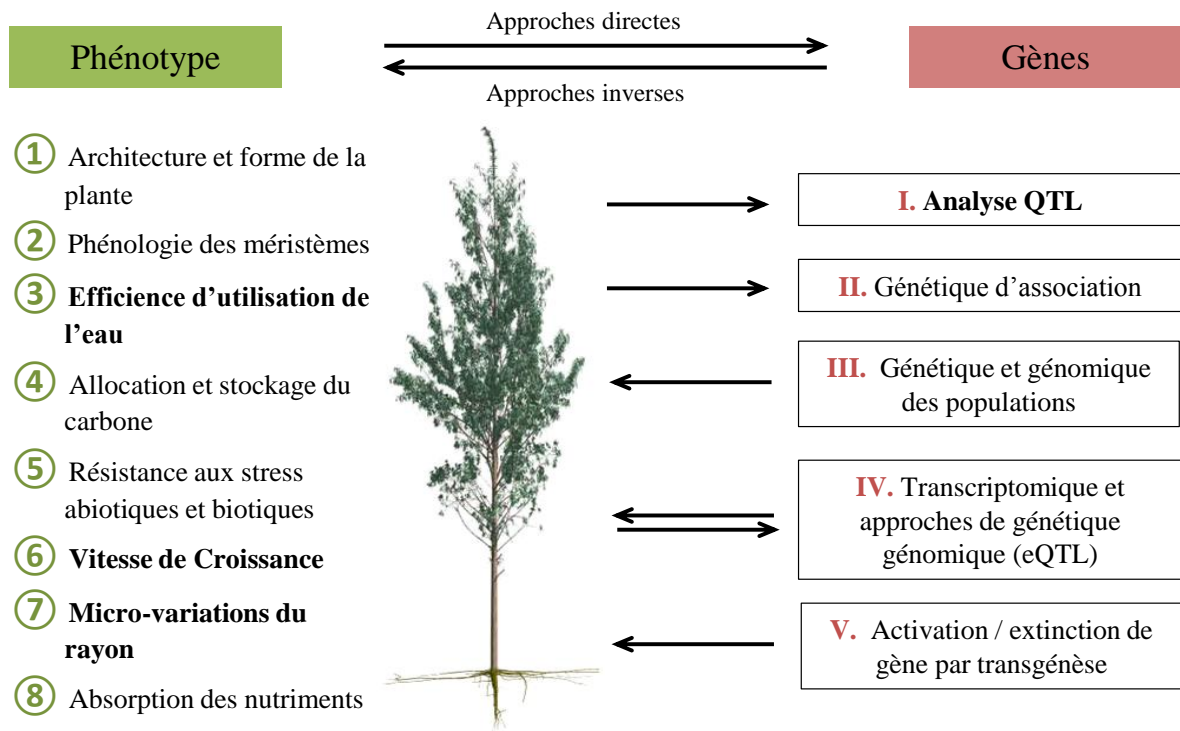 Approches directes
Phénotype
Gènes
Approches inverses
1 Architecture et forme de la
plante
2 Phénologie des méristèmes
3 Efficience d'utilisation de
l'eau
4 Allocation et stockage du
carbone
5 Résistance aux stress
abiotiques et biotiques
6 Vitesse de Croissance
7 Micro-variations du
rayon
8 Absorption des nutriments
I. Analyse QTL
II. Génétique d'association
III. Génétique et génomique
des populations
IV. Transcriptomique et
approches de génétique
génomique (eQTL)
V. Activation / extinction de
gène par transgénèse